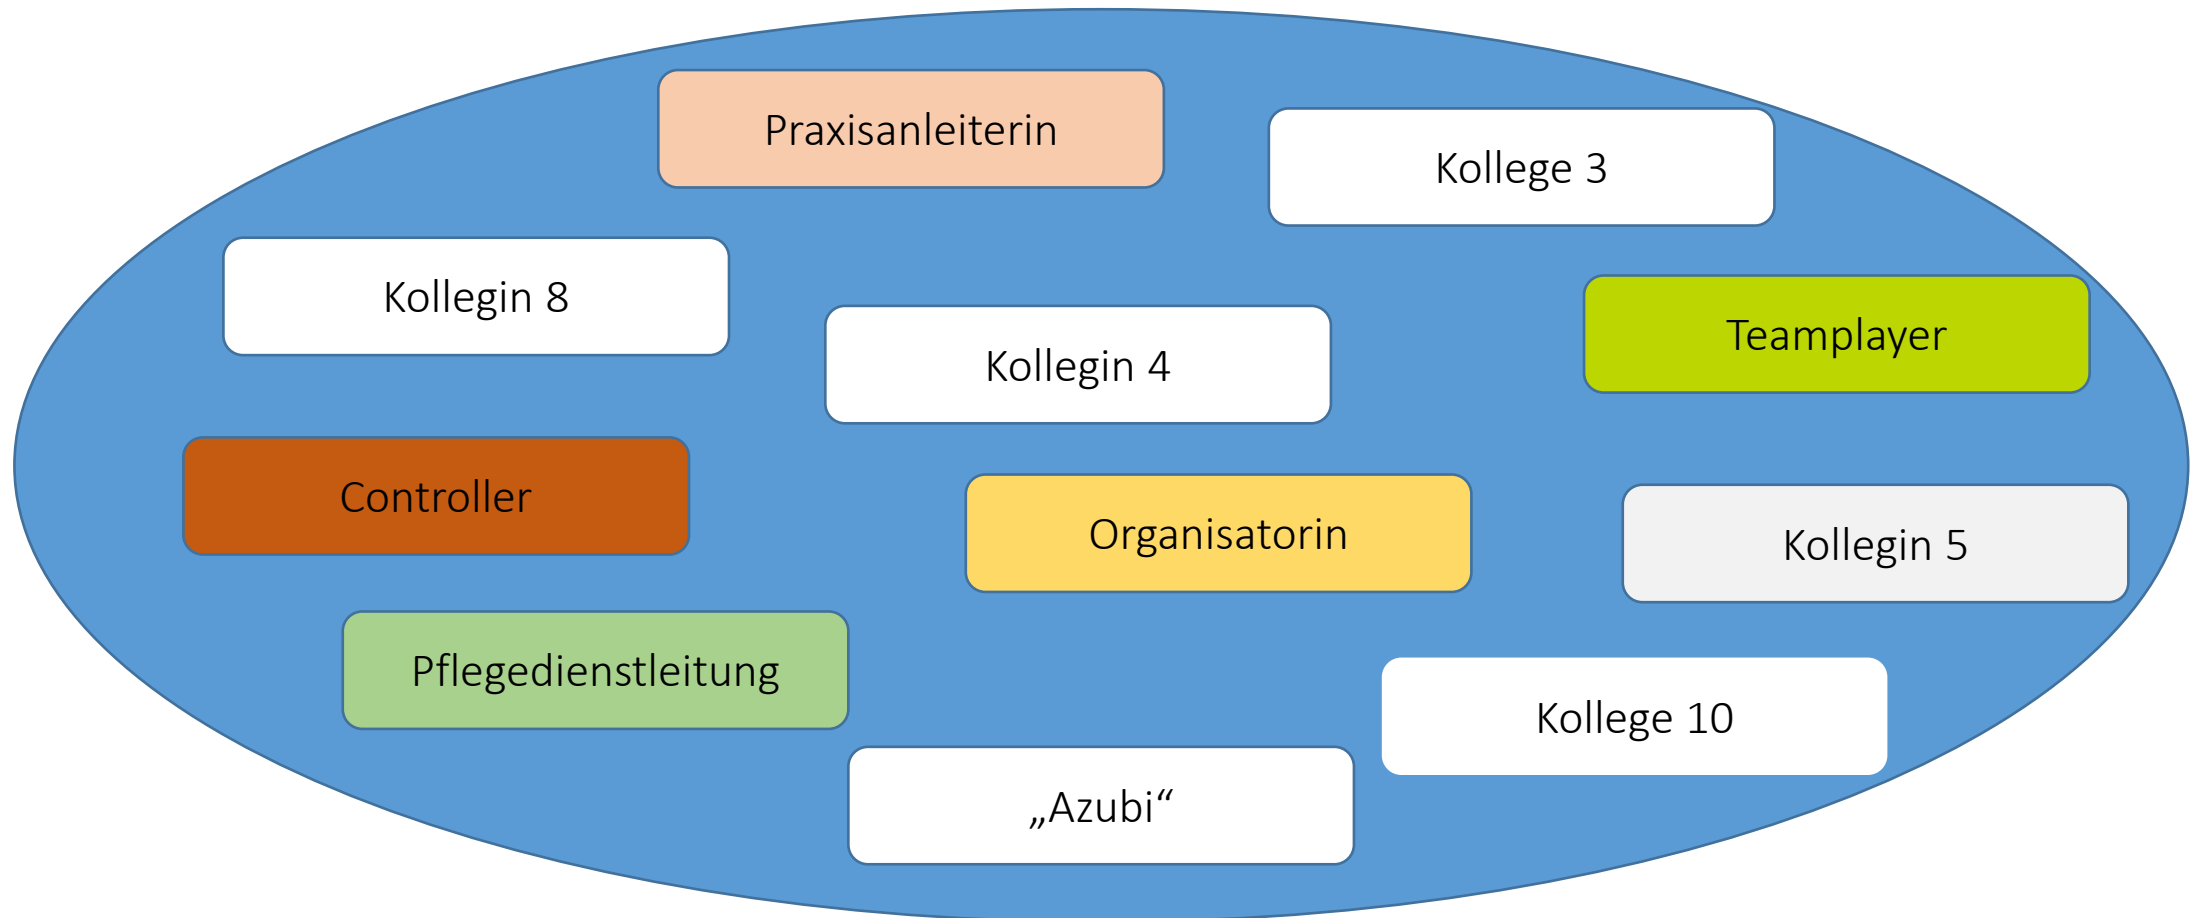 Praxisanleiterin
Kollege 3
Kollegin 8
Teamplayer
Kollegin 4
Controller
Organisatorin
Kollegin 5
Pflegedienstleitung
Kollege 10
„Azubi“